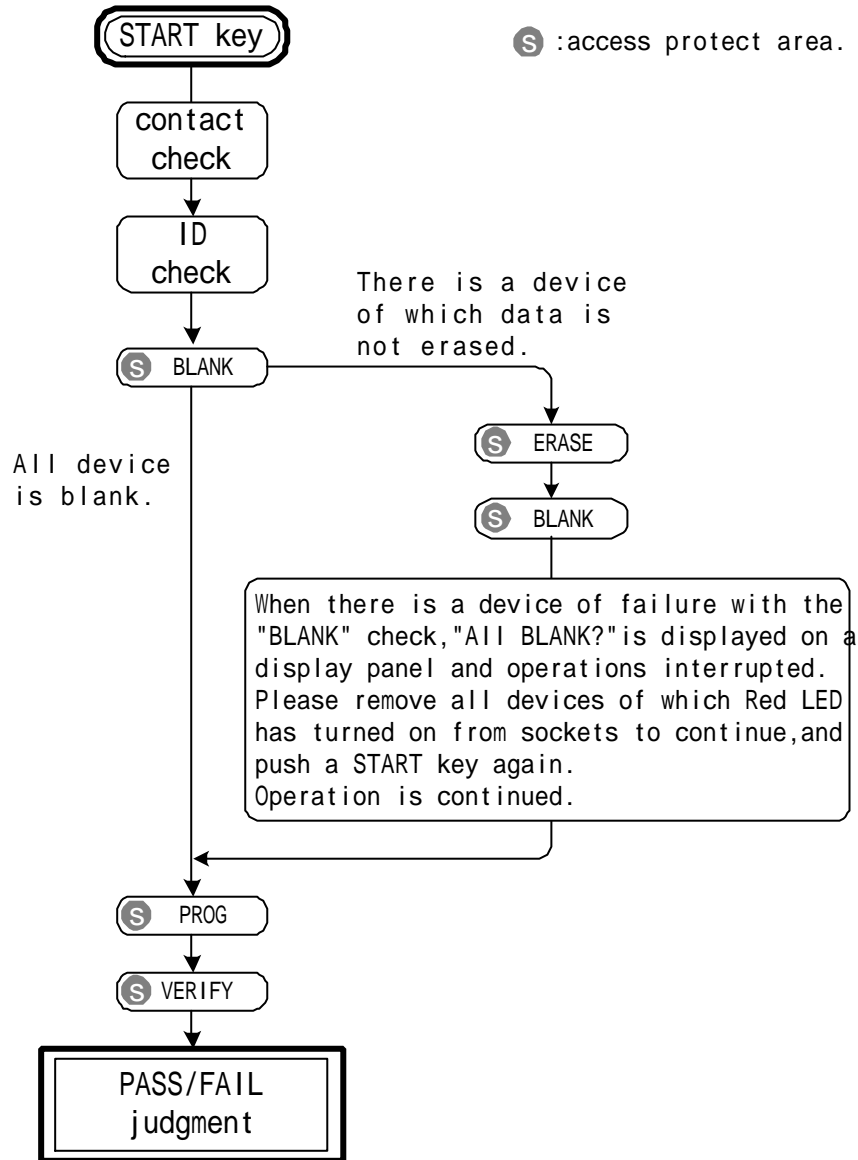 START key
S :access protect area.
contact
check
ID
check
There is a device
of which data is
not erased.
S BLANK
S ERASE
All device
is blank.
S BLANK
When there is a device of failure with the
"BLANK" check,"All BLANK?"is displayed on a
display panel and operations interrupted.
Please remove all devices of which Red LED
has turned on from sockets to continue,and
push a START key again.
Operation is continued.
S PROG
S VERIFY
PASS/FAIL
judgment